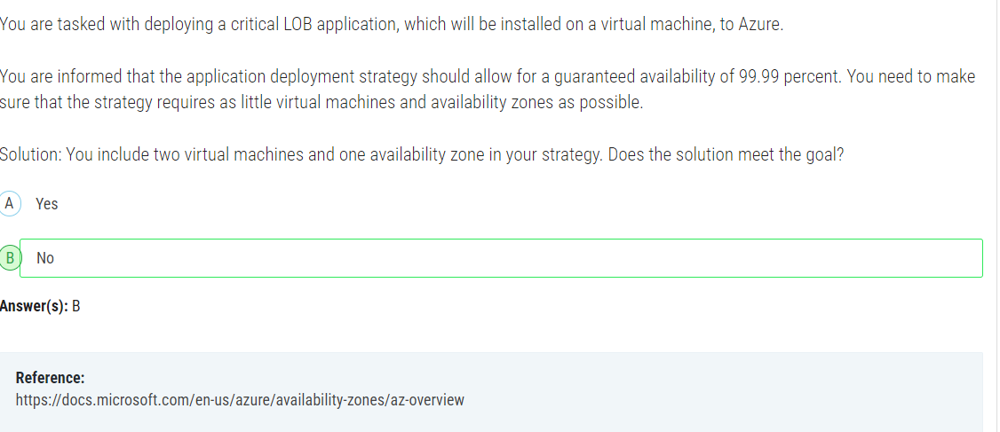 You are tasked with deploying a critical LOB application, which will be installed on a virtual machine, to Azure.
You are informed that the application deployment strategy should allow for a guaranteed availability of 99.99 percent. You need to make
sure that the strategy requires as little virtual machines and availability zones as possible.
Solution: You include two virtual machines and one availability zone in your strategy. Does the solution meet the goal?
A Yes
B No
Answer(s): B
Reference:
https://docs.microsoft.com/en-us/azure/availability-zones/az-overview